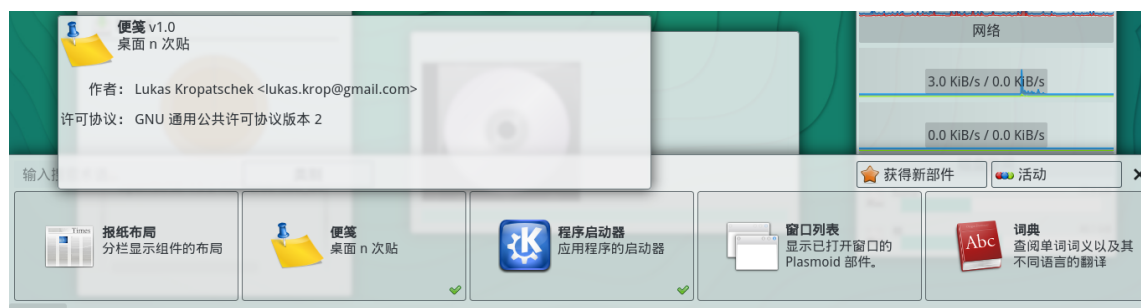 便笺 v1.0
桌面 n 次贴
作者: Lukas Kropatschek <lukas.krop@gmail.com>
许可协议: GNU 通用公共许可协议版本 2
网络
3.0 KiB/s / 0.0 KiB/s
0.0 KiB/s / 0.0 KiB/s
输入
获得新部件
活动
Times
报纸布局
分栏显示组件的布局
便笺
桌面 n 次贴
程序启动器
应用程序的启动器
窗口列表
显示已打开窗口的
Plasmoid 部件。
Abc
词典
查阅单词词义以及其
不同语言的翻译